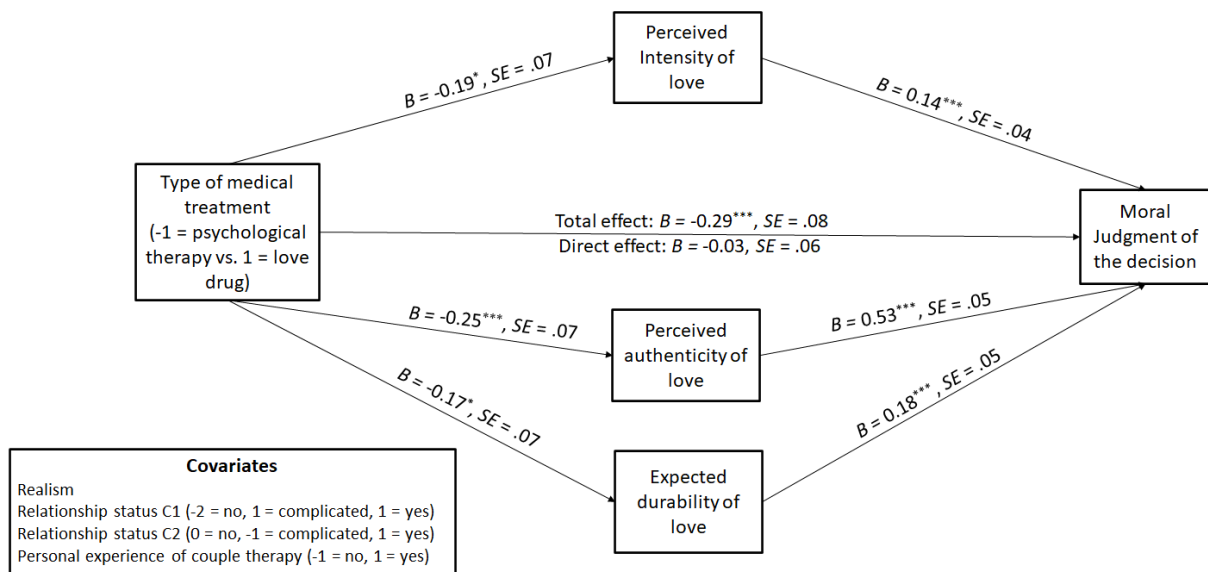 Perceived
Intensity of
love
B = -0.19*, SE = .07
B = 0.14***, SE = .04
Type of medical
treatment
(-1 = psychological
therapy vs. 1 = love
drug)
Total effect: B = -0.29***, SE = .08
Direct effect: B = -0.03, SE = .06
Moral
Judgment of
the decision
B = -0.25***, SE = .07
B = 0.53***, SE = .05
Perceived
authenticity of
love
B = -0.17*, SE = .07
B = 0.18***, SE = .05
Expected
durability of
love
Covariates
Realism
Relationship status C1 (-2 = no, 1 = complicated, 1 = yes)
Relationship status C2 (0 = no, -1 = complicated, 1 = yes)
Personal experience of couple therapy (-1 = no, 1 = yes)